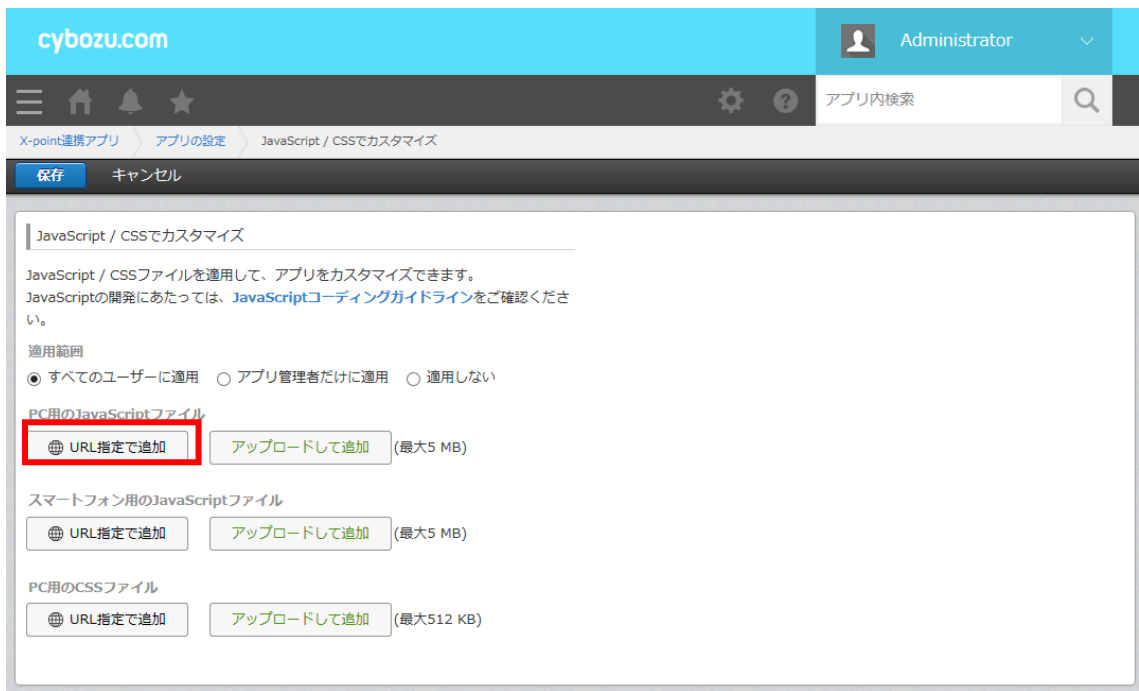 cybozu.com
Administrator
アプリ内検索
X-point連携アプリ アプリの設定 JavaScript / CSSでカスタマイズ
保存 キャンセル
JavaScript / CSSでカスタマイズ
JavaScript / CSSファイルを適用して、アプリをカスタマイズできます。
JavaScriptの開発にあたっては、JavaScriptコーディングガイドラインをご確認くださ
い。
適用範囲
すべてのユーザーに適用 アプリ管理者だけに適用 適用しない
PC用のJavaScriptファイル
URL指定で追加 アップロードして追加 (最大5 MB)
スマートフォン用のJavaScriptファイル
URL指定で追加 アップロードして追加 (最大5 MB)
PC用のCSSファイル
URL指定で追加 アップロードして追加 (最大512 KB)